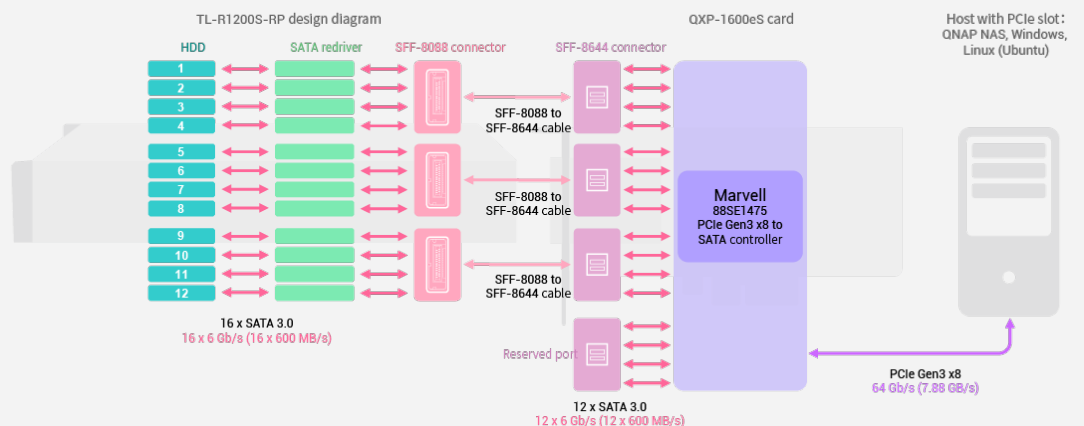 TL-R1200S-RP design diagram
QXP-1600eS card
Host with PCIe slot:
QNAP NAS, Windows,
Linux (Ubuntu)
HDD
SATA redriver
SFF-8088 connector
SFF-8644 connector
1
2
3
4
SFF-8088 to
SFF-8644 cable
5
6
7
8
SFF-8088 to
SFF-8644 cable
9
10
11
12
SFF-8088 to
SFF-8644 cable
Marvell
88SE1475
PCIe Gen3 x8 to
SATA controller
16 x SATA 3.0
16 x 6 Gb/s (16 x 600 MB/s)
Reserved port
12 x SATA 3.0
12 x 6 Gb/s (12 x 600 MB/s)
PCIe Gen3 x8
64 Gb/s (7.88 GB/s)